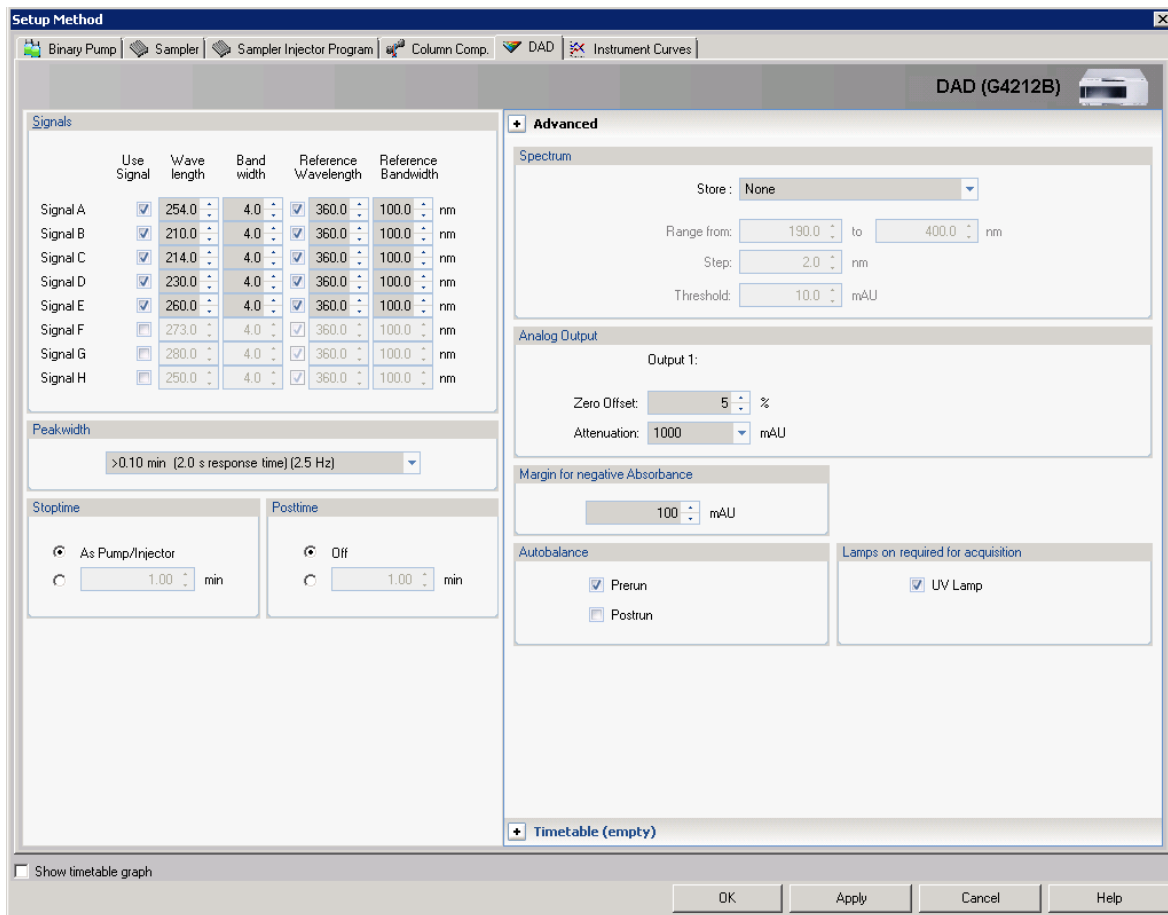 Setup Method
Binary Pump Sampler Sampler Injector Program Column Comp. DAD Instrument Curves
DAD (G4212B)
Signals
Use Signal Wave length Band width Reference Wavelength Reference Bandwidth
Signal A 254.0 4.0 360.0 100.0 nm
Signal B 210.0 4.0 360.0 100.0 nm
Signal C 214.0 4.0 360.0 100.0 nm
Signal D 230.0 4.0 360.0 100.0 nm
Signal E 260.0 4.0 360.0 100.0 nm
Signal F 273.0 4.0 360.0 100.0 nm
Signal G 280.0 4.0 360.0 100.0 nm
Signal H 250.0 4.0 360.0 100.0 nm
Peakwidth
>0.10 min (2.0 s response time) (2.5 Hz)
Stoptime
As Pump/Injector
1.00 min
Posttime
Off
1.00 min
Advanced
Spectrum
Store : None
Range from: 190.0 to 400.0 nm
Step: 2.0 nm
Threshold: 10.0 mAU
Analog Output
Output 1:
Zero Offset: 5 %
Attenuation: 1000 mAU
Margin for negative Absorbance
100 mAU
Autobalance
Prerun
Postrun
Lamps on required for acquisition
UV Lamp
Timetable (empty)
Show timetable graph
OK Apply Cancel Help